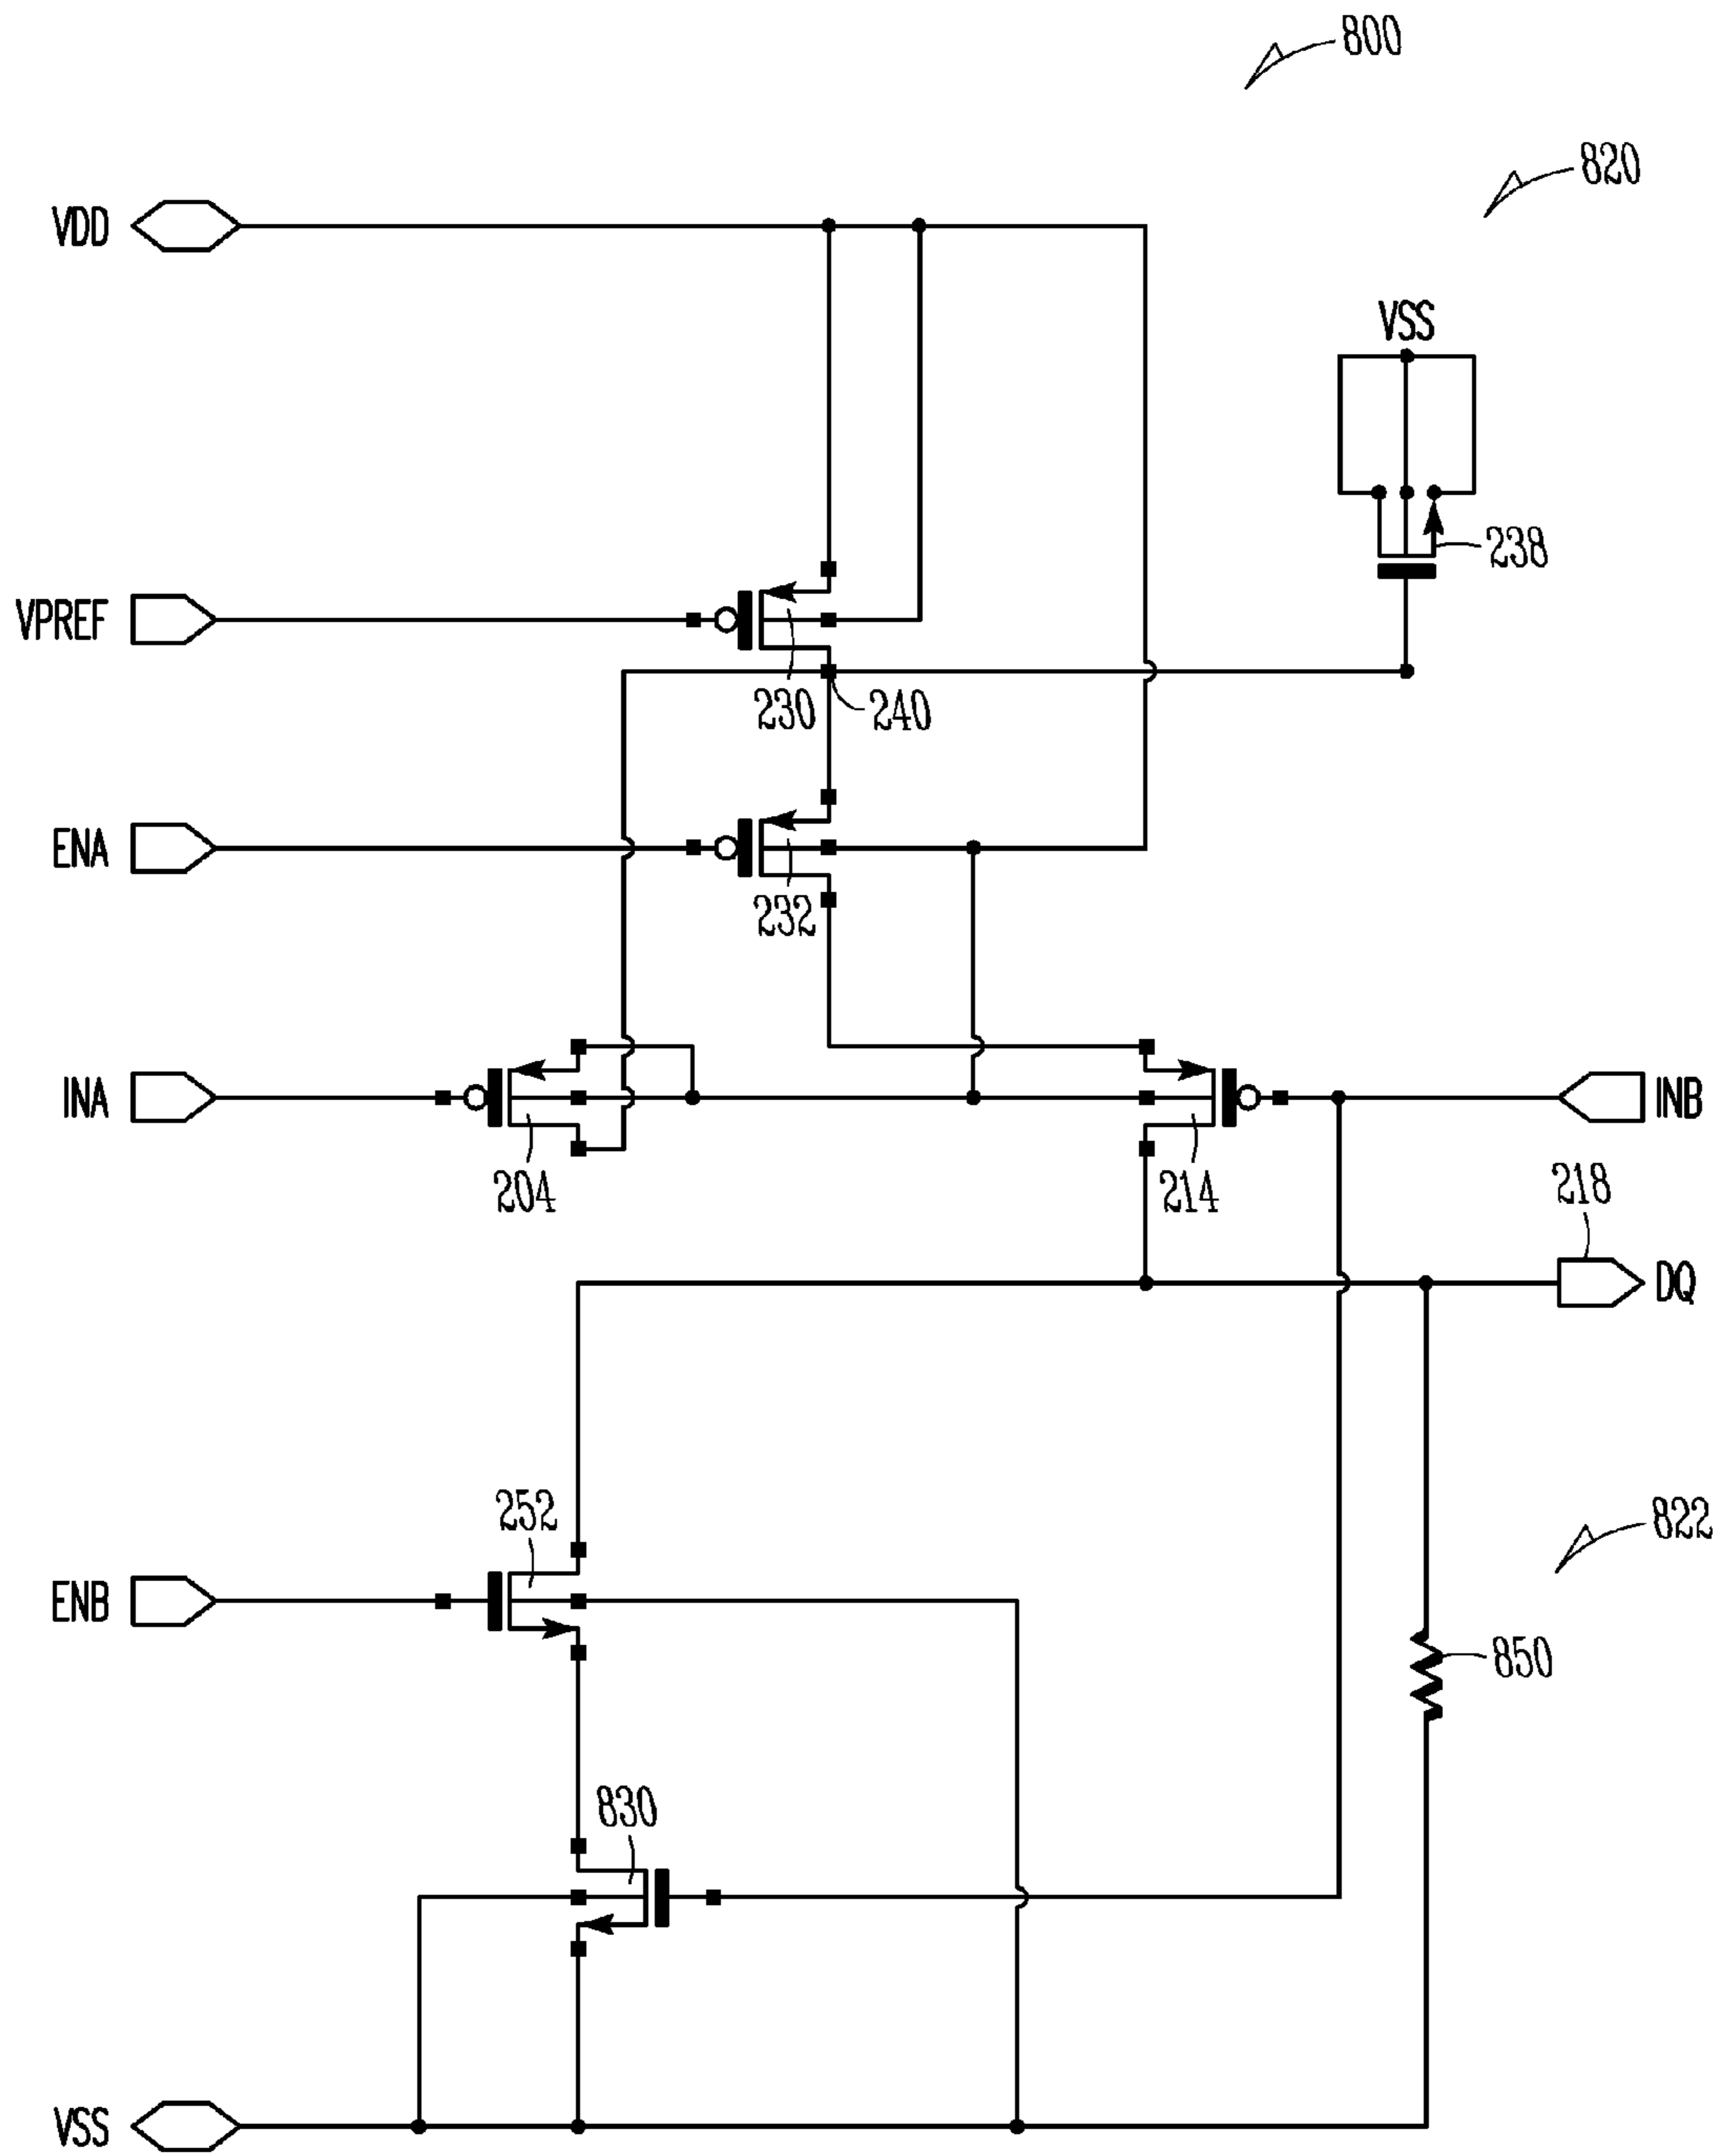 800
820
VDD
VSS
238
VPREF
230
240
ENA
232
INA
INB
204
214
218
DQ
252
822
ENB
850
830
VSS